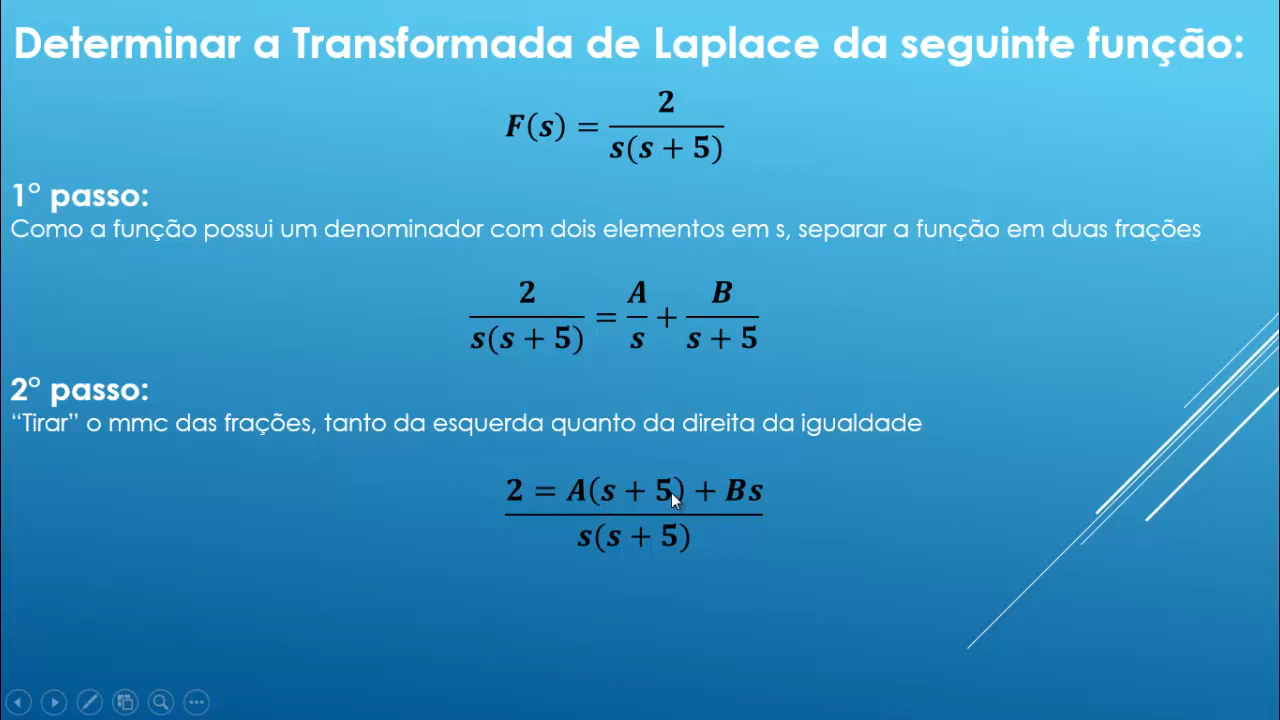 Determinar a Transformada de Laplace da seguinte função:
F(s) = 2 / s(s + 5)
1° passo:
Como a função possui um denominador com dois elementos em s, separar a função em duas frações
2 / s(s + 5) = A / s + B / s + 5
2° passo:
“Tirar” o mmc das frações, tanto da esquerda quanto da direita da igualdade
2 = A(s + 5) + Bs
s(s + 5)